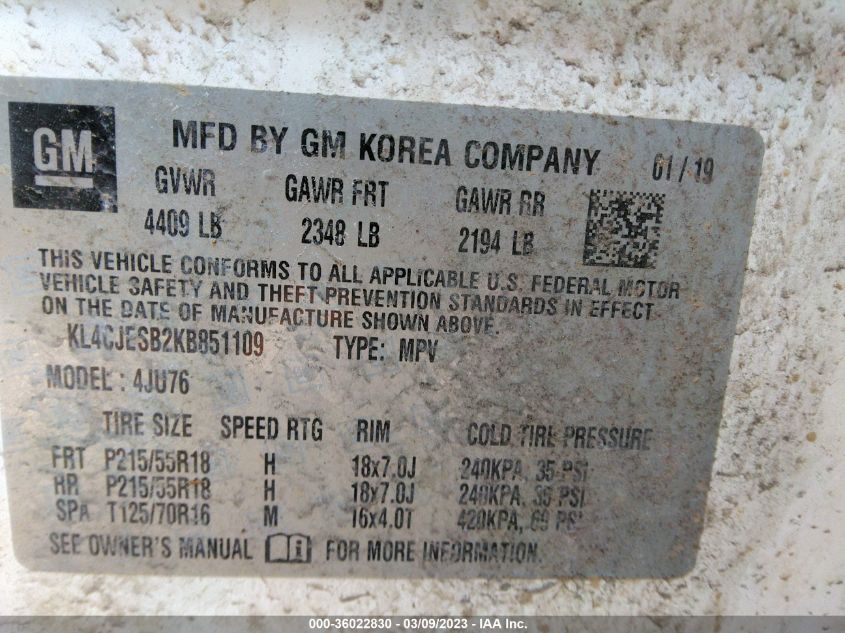 GM
MFD BY GM KOREA COMPANY 01/19
GVWR GAWR FRT GAWR RR
4409 LB 2348 LB 2194 LB
THIS VEHICLE CONFORMS TO ALL APPLICABLE U.S. FEDERAL MOTOR
VEHICLE SAFETY AND THEFT PREVENTION STANDARDS IN EFFECT
ON THE DATE OF MANUFACTURE SHOWN ABOVE.
KL4CJESB2KB851109 TYPE: MPV
MODEL: 4JU76
TIRE SIZE SPEED RTG RIM COLD TIRE PRESSURE
FRT P215/55R18 H 18x7.0J 240KPA, 35 PSI
RR P215/55R18 H 18x7.0J 240KPA, 35 PSI
SPA T125/70R16 M 16x4.0T 420KPA, 60 PSI
SEE OWNER'S MANUAL FOR MORE INFORMATION.
000-36022830 - 03/09/2023 - IAA Inc.